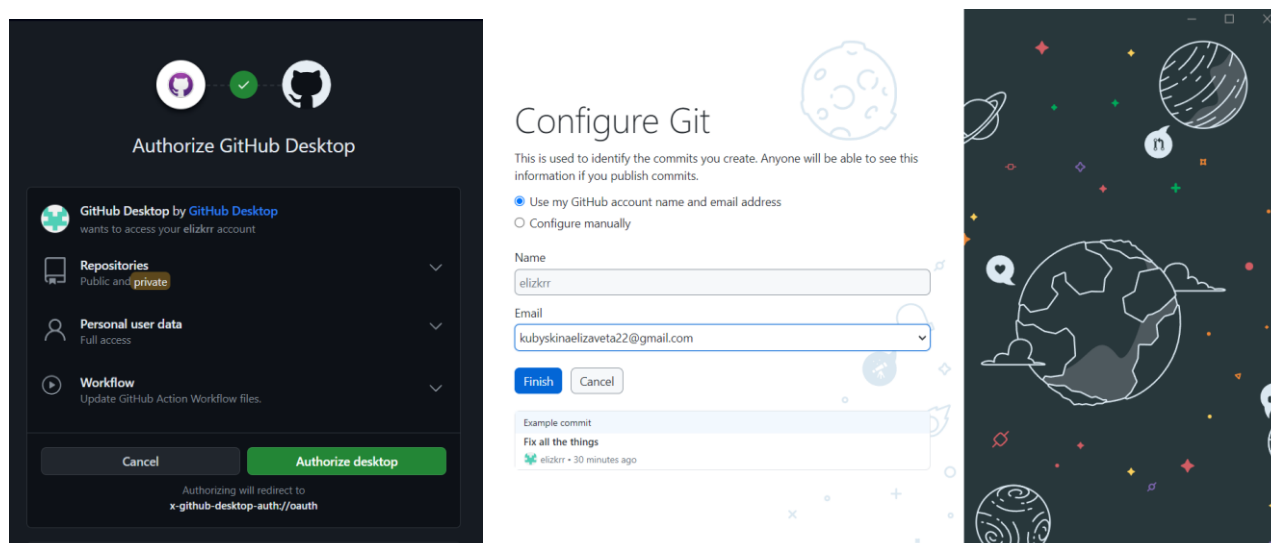 Authorize GitHub Desktop
GitHub Desktop by GitHub Desktop
wants to access your elizkrr account
Repositories
Public and private
Personal user data
Full access
Workflow
Update GitHub Action Workflow files.
Cancel
Authorize desktop
Authorizing will redirect to
x-github-desktop-auth://oauth
Configure Git
This is used to identify the commits you create. Anyone will be able to see this
information if you publish commits.
Use my GitHub account name and email address
Configure manually
Name
elizkrr
Email
kubyskinaelizaveta22@gmail.com
Finish
Cancel
Example commit
Fix all the things
elizkrr • 30 minutes ago